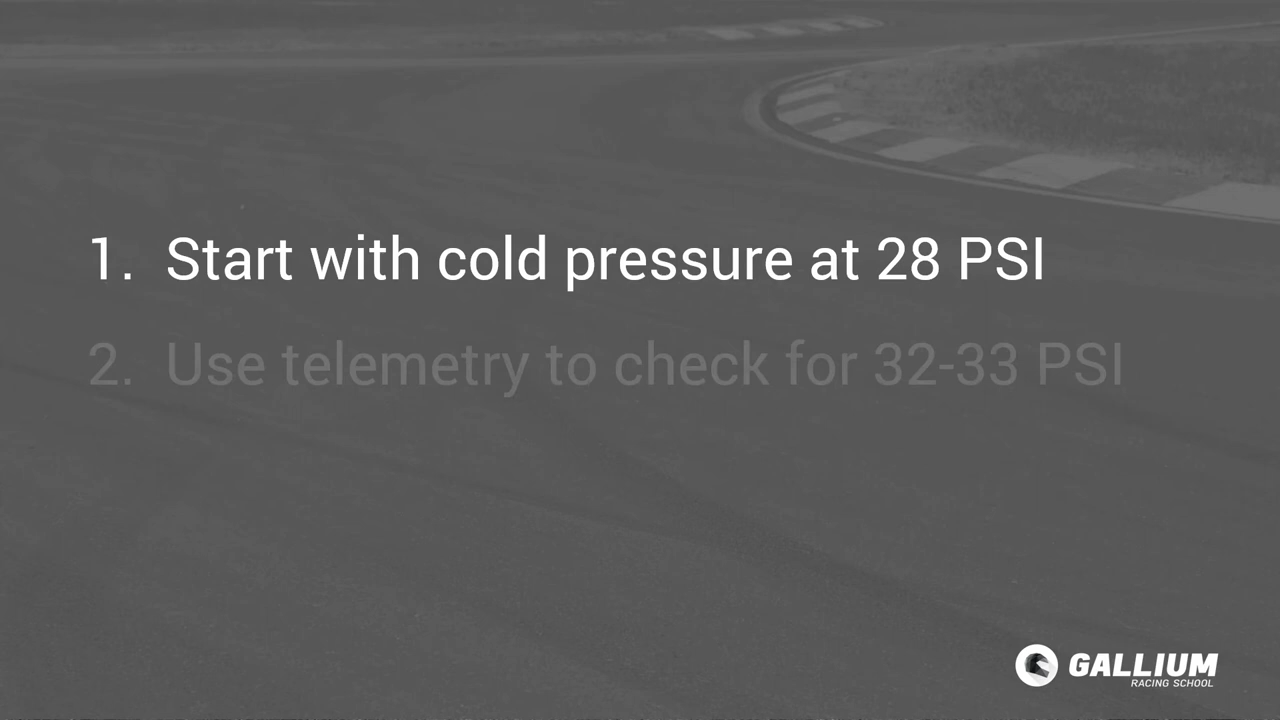 1. Start with cold pressure at 28 PSI
2. Use telemetry to check for 32-33 PSI
GALLIUM
RACING SCHOOL